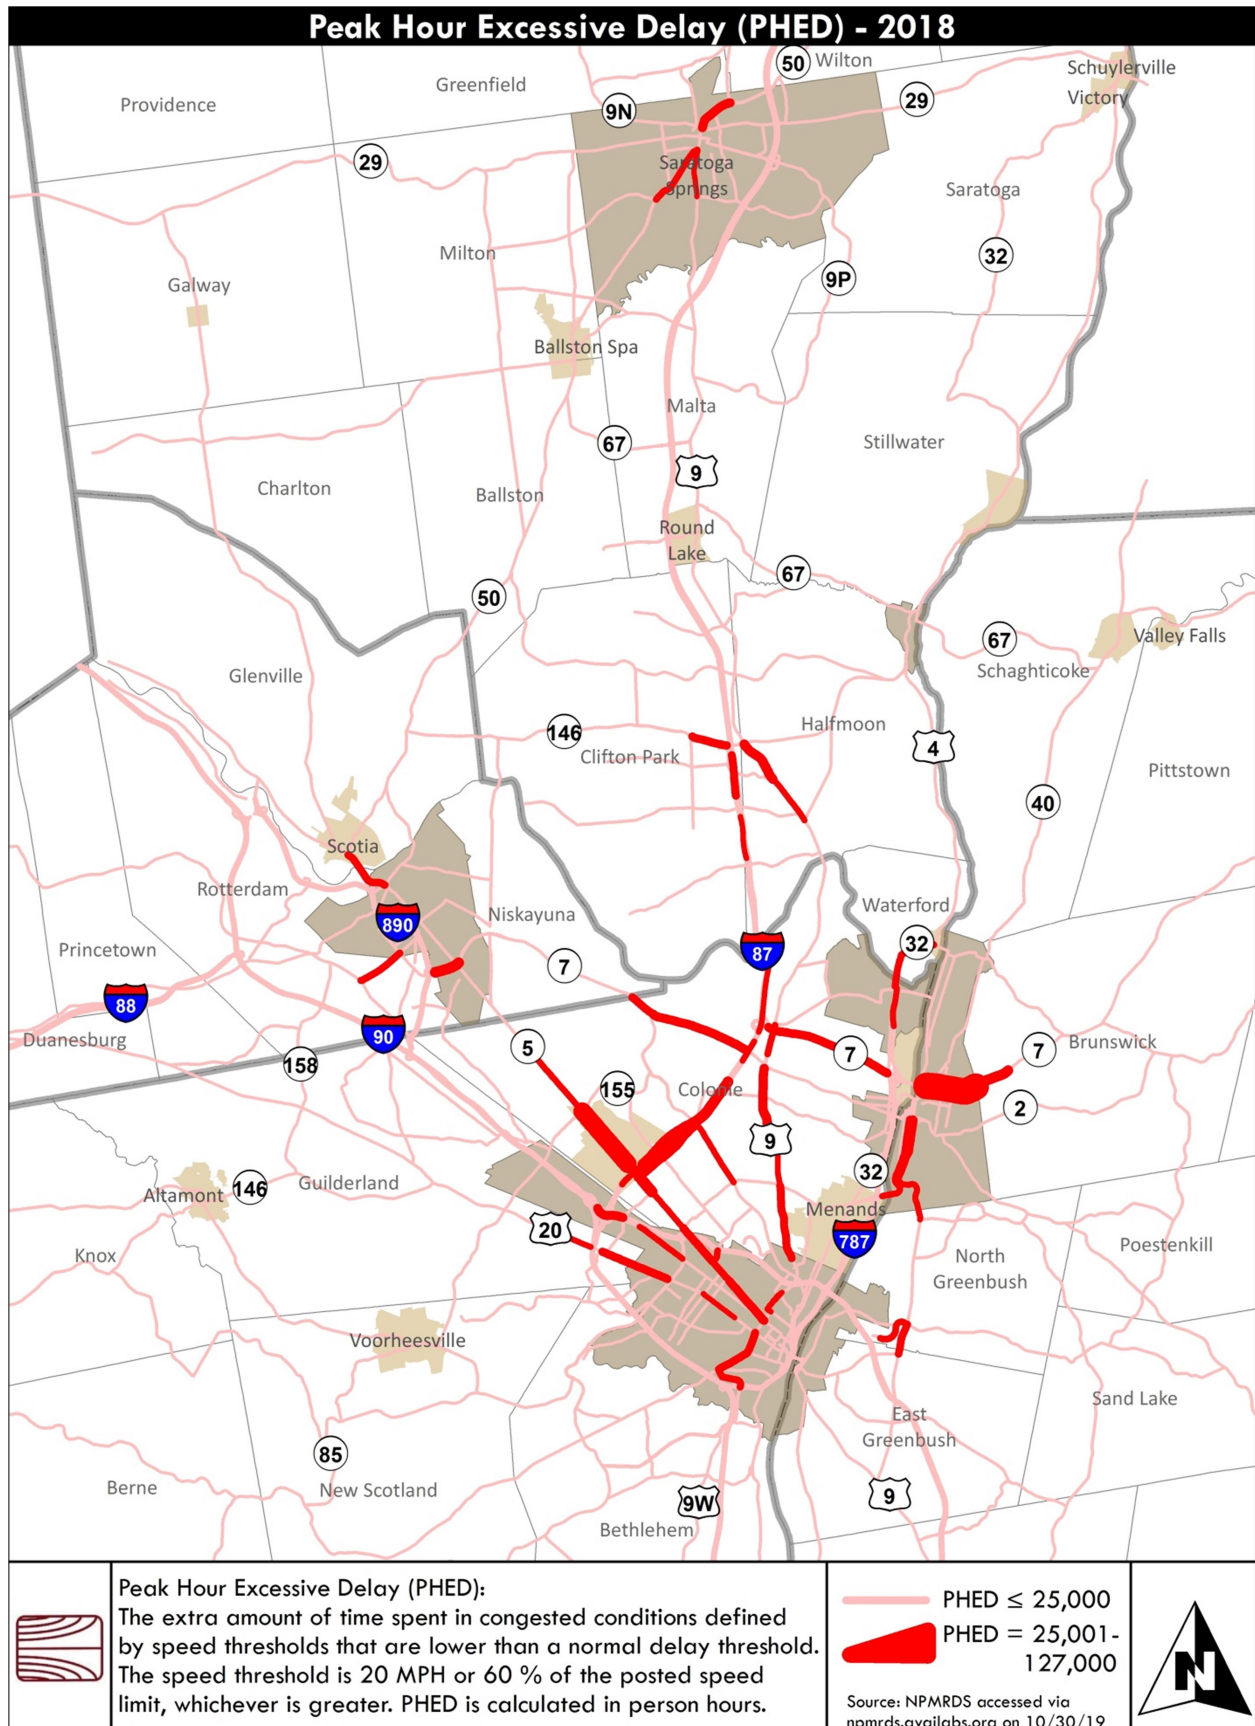 Peak Hour Excessive Delay (PHED) - 2018
50
Wilton
Schuylerville
Victory
Greenfield
Providence
9N
29
29
Saratoga
Springs
Saratoga
Milton
32
9P
Galway
Ballston Spa
Malta
67
Stillwater
9
Charlton
Ballston
Round
Lake
67
50
67
Valley Falls
Schaghticoke
Glenville
146
Clifton Park
Halfmoon
4
Pittstown
40
Scotia
Rotterdam
890
Niskayuna
Waterford
32
Princetown
87
7
88
90
Duanesburg
158
5
155
Colonie
7
7
Brunswick
2
9
32
Altamont
146
Guilderland
Menands
20
787
Knox
North
Greenbush
Poestenkill
Voorheesville
Sand Lake
East
Greenbush
85
Berne
New Scotland
9W
9
Bethlehem
Peak Hour Excessive Delay (PHED):
The extra amount of time spent in congested conditions defined
by speed thresholds that are lower than a normal delay threshold.
The speed threshold is 20 MPH or 60 % of the posted speed
limit, whichever is greater. PHED is calculated in person hours.
PHED ≤ 25,000
PHED = 25,001-
127,000
Source: NPMRDS accessed via
npmrds.availabs.org on 10/30/19
N